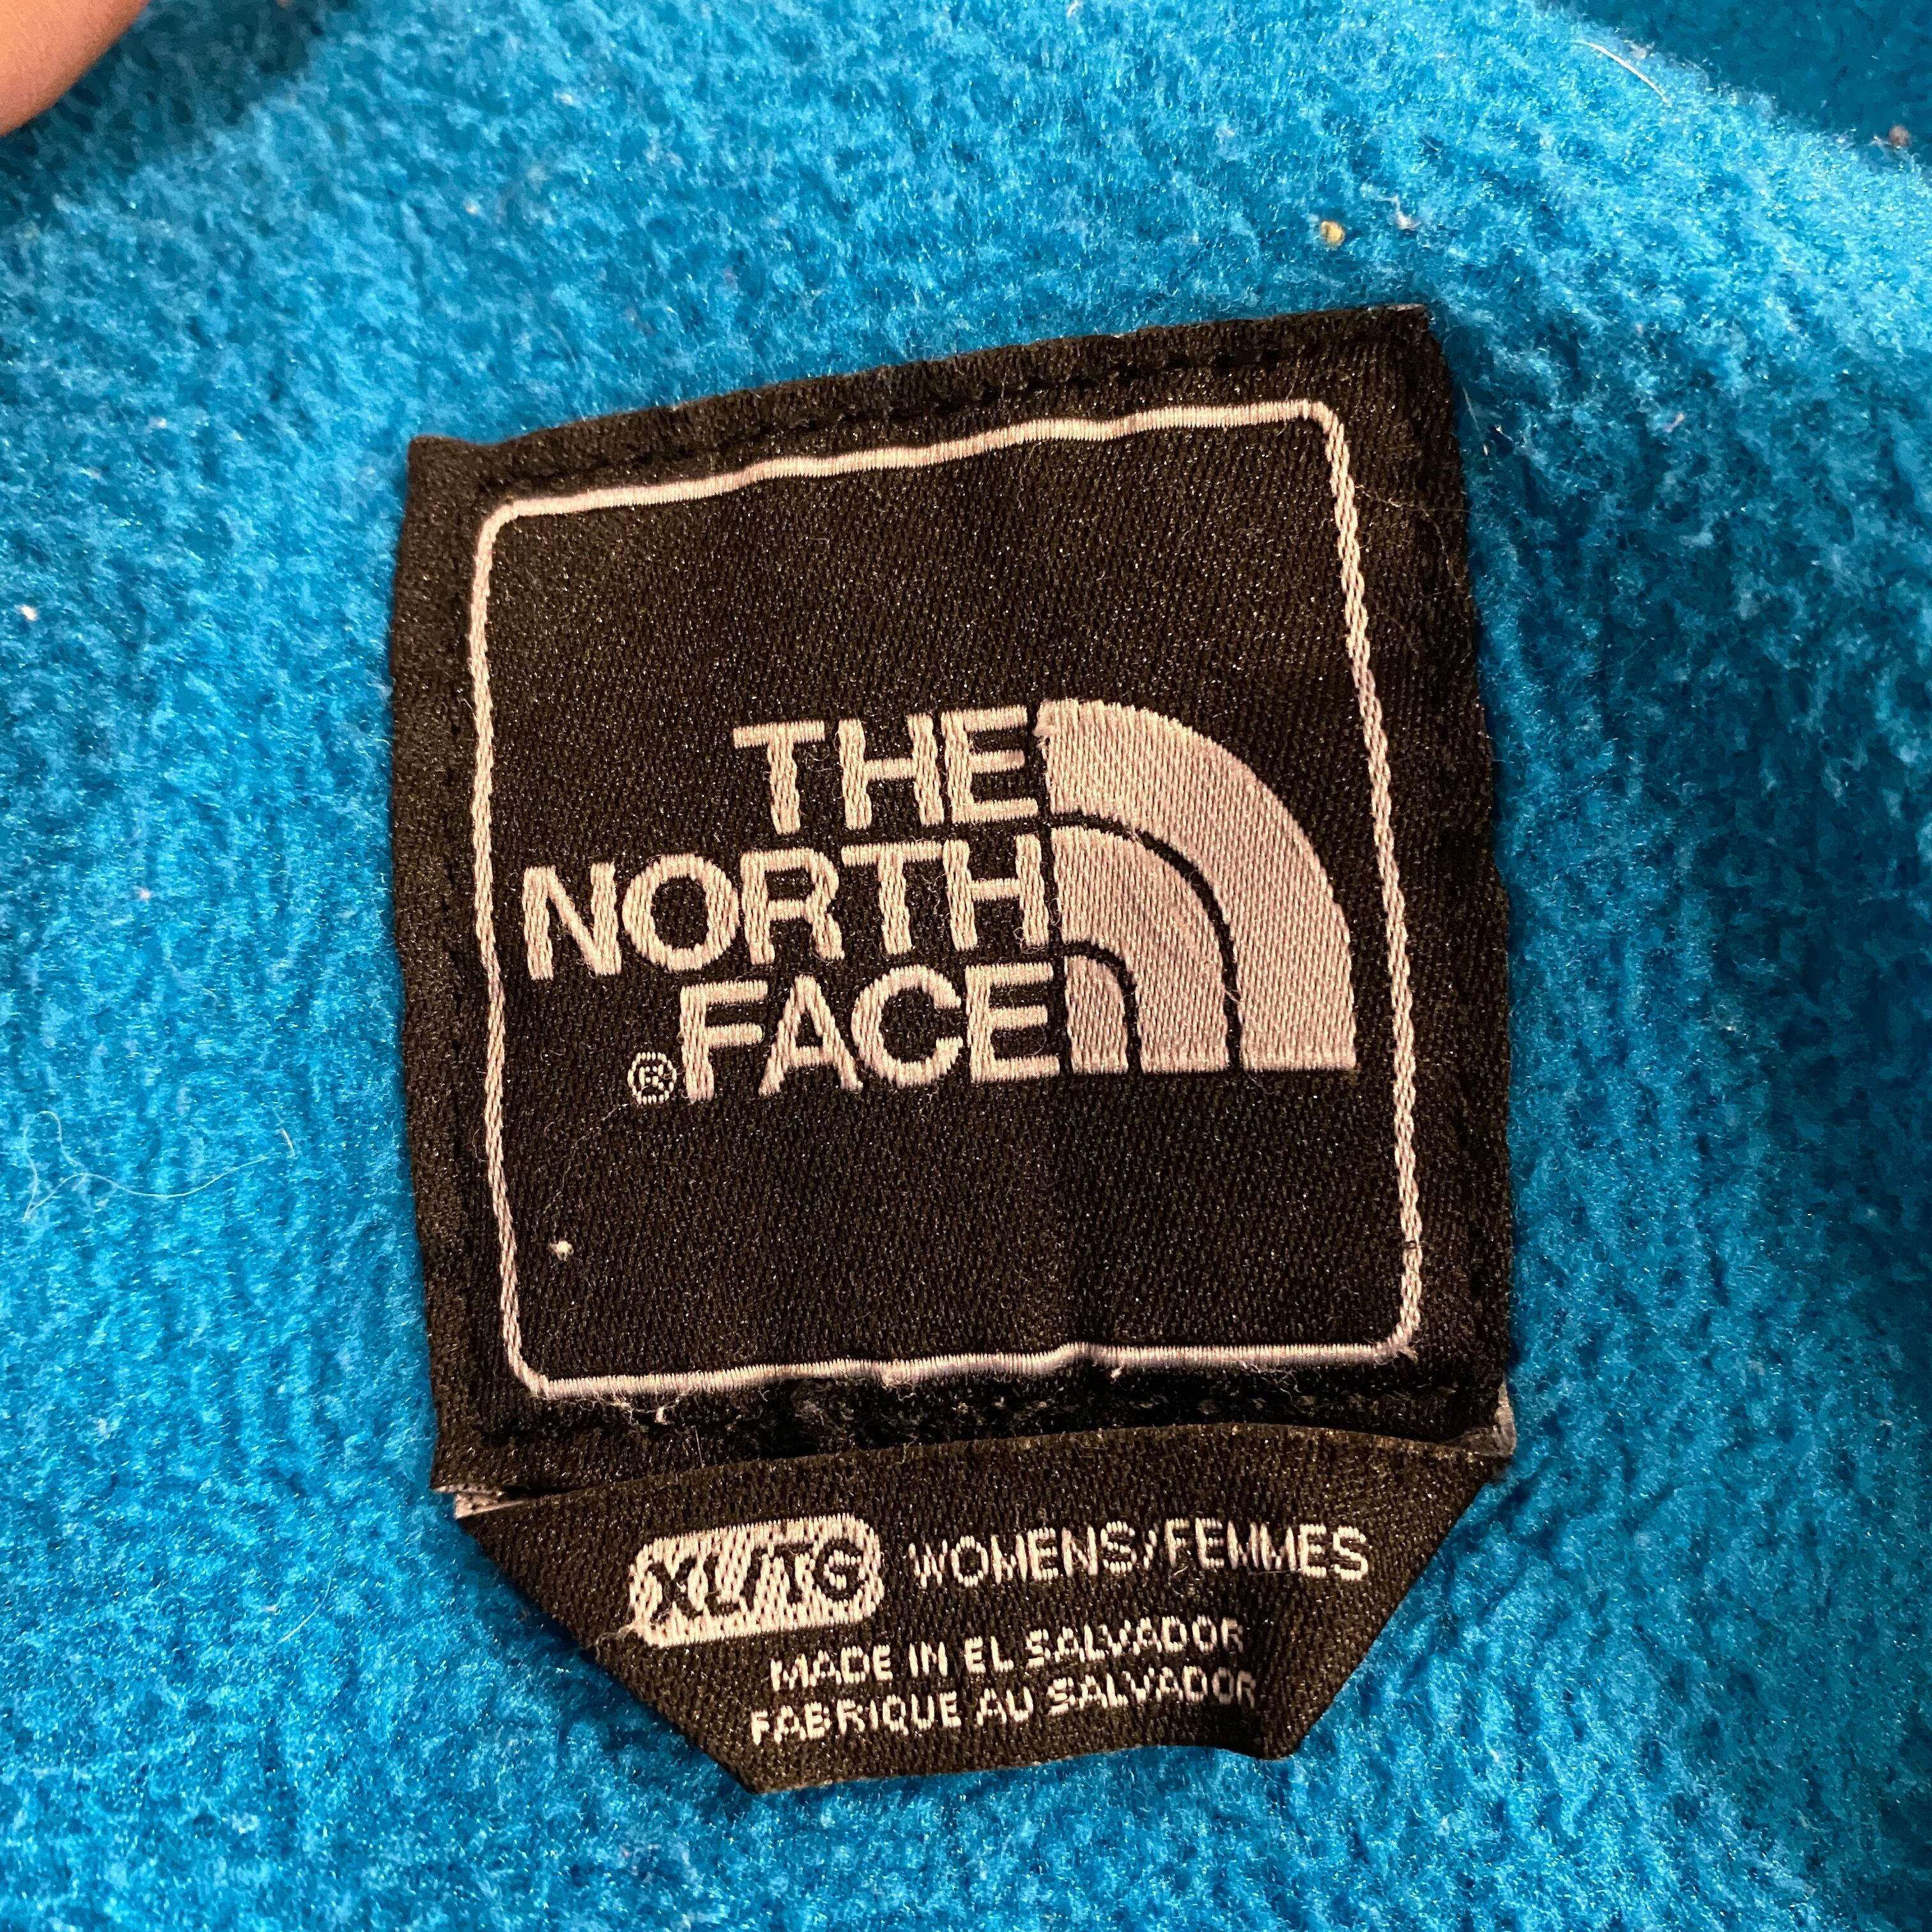 THE
NORTH
® FACE
XL/TG WOMENS/FEMMES
MADE IN EL SALVADOR
FABRIQUE AU SALVADOR